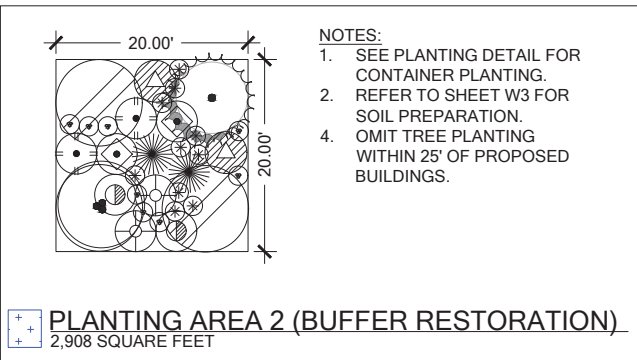 20.00'
20.00'
NOTES:
1. SEE PLANTING DETAIL FOR
CONTAINER PLANTING.
2. REFER TO SHEET W3 FOR
SOIL PREPARATION.
4. OMIT TREE PLANTING
WITHIN 25' OF PROPOSED
BUILDINGS.
PLANTING AREA 2 (BUFFER RESTORATION)
2,908 SQUARE FEET